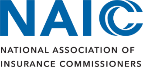 NAIC
NATIONAL ASSOCIATION OF
INSURANCE COMMISSIONERS